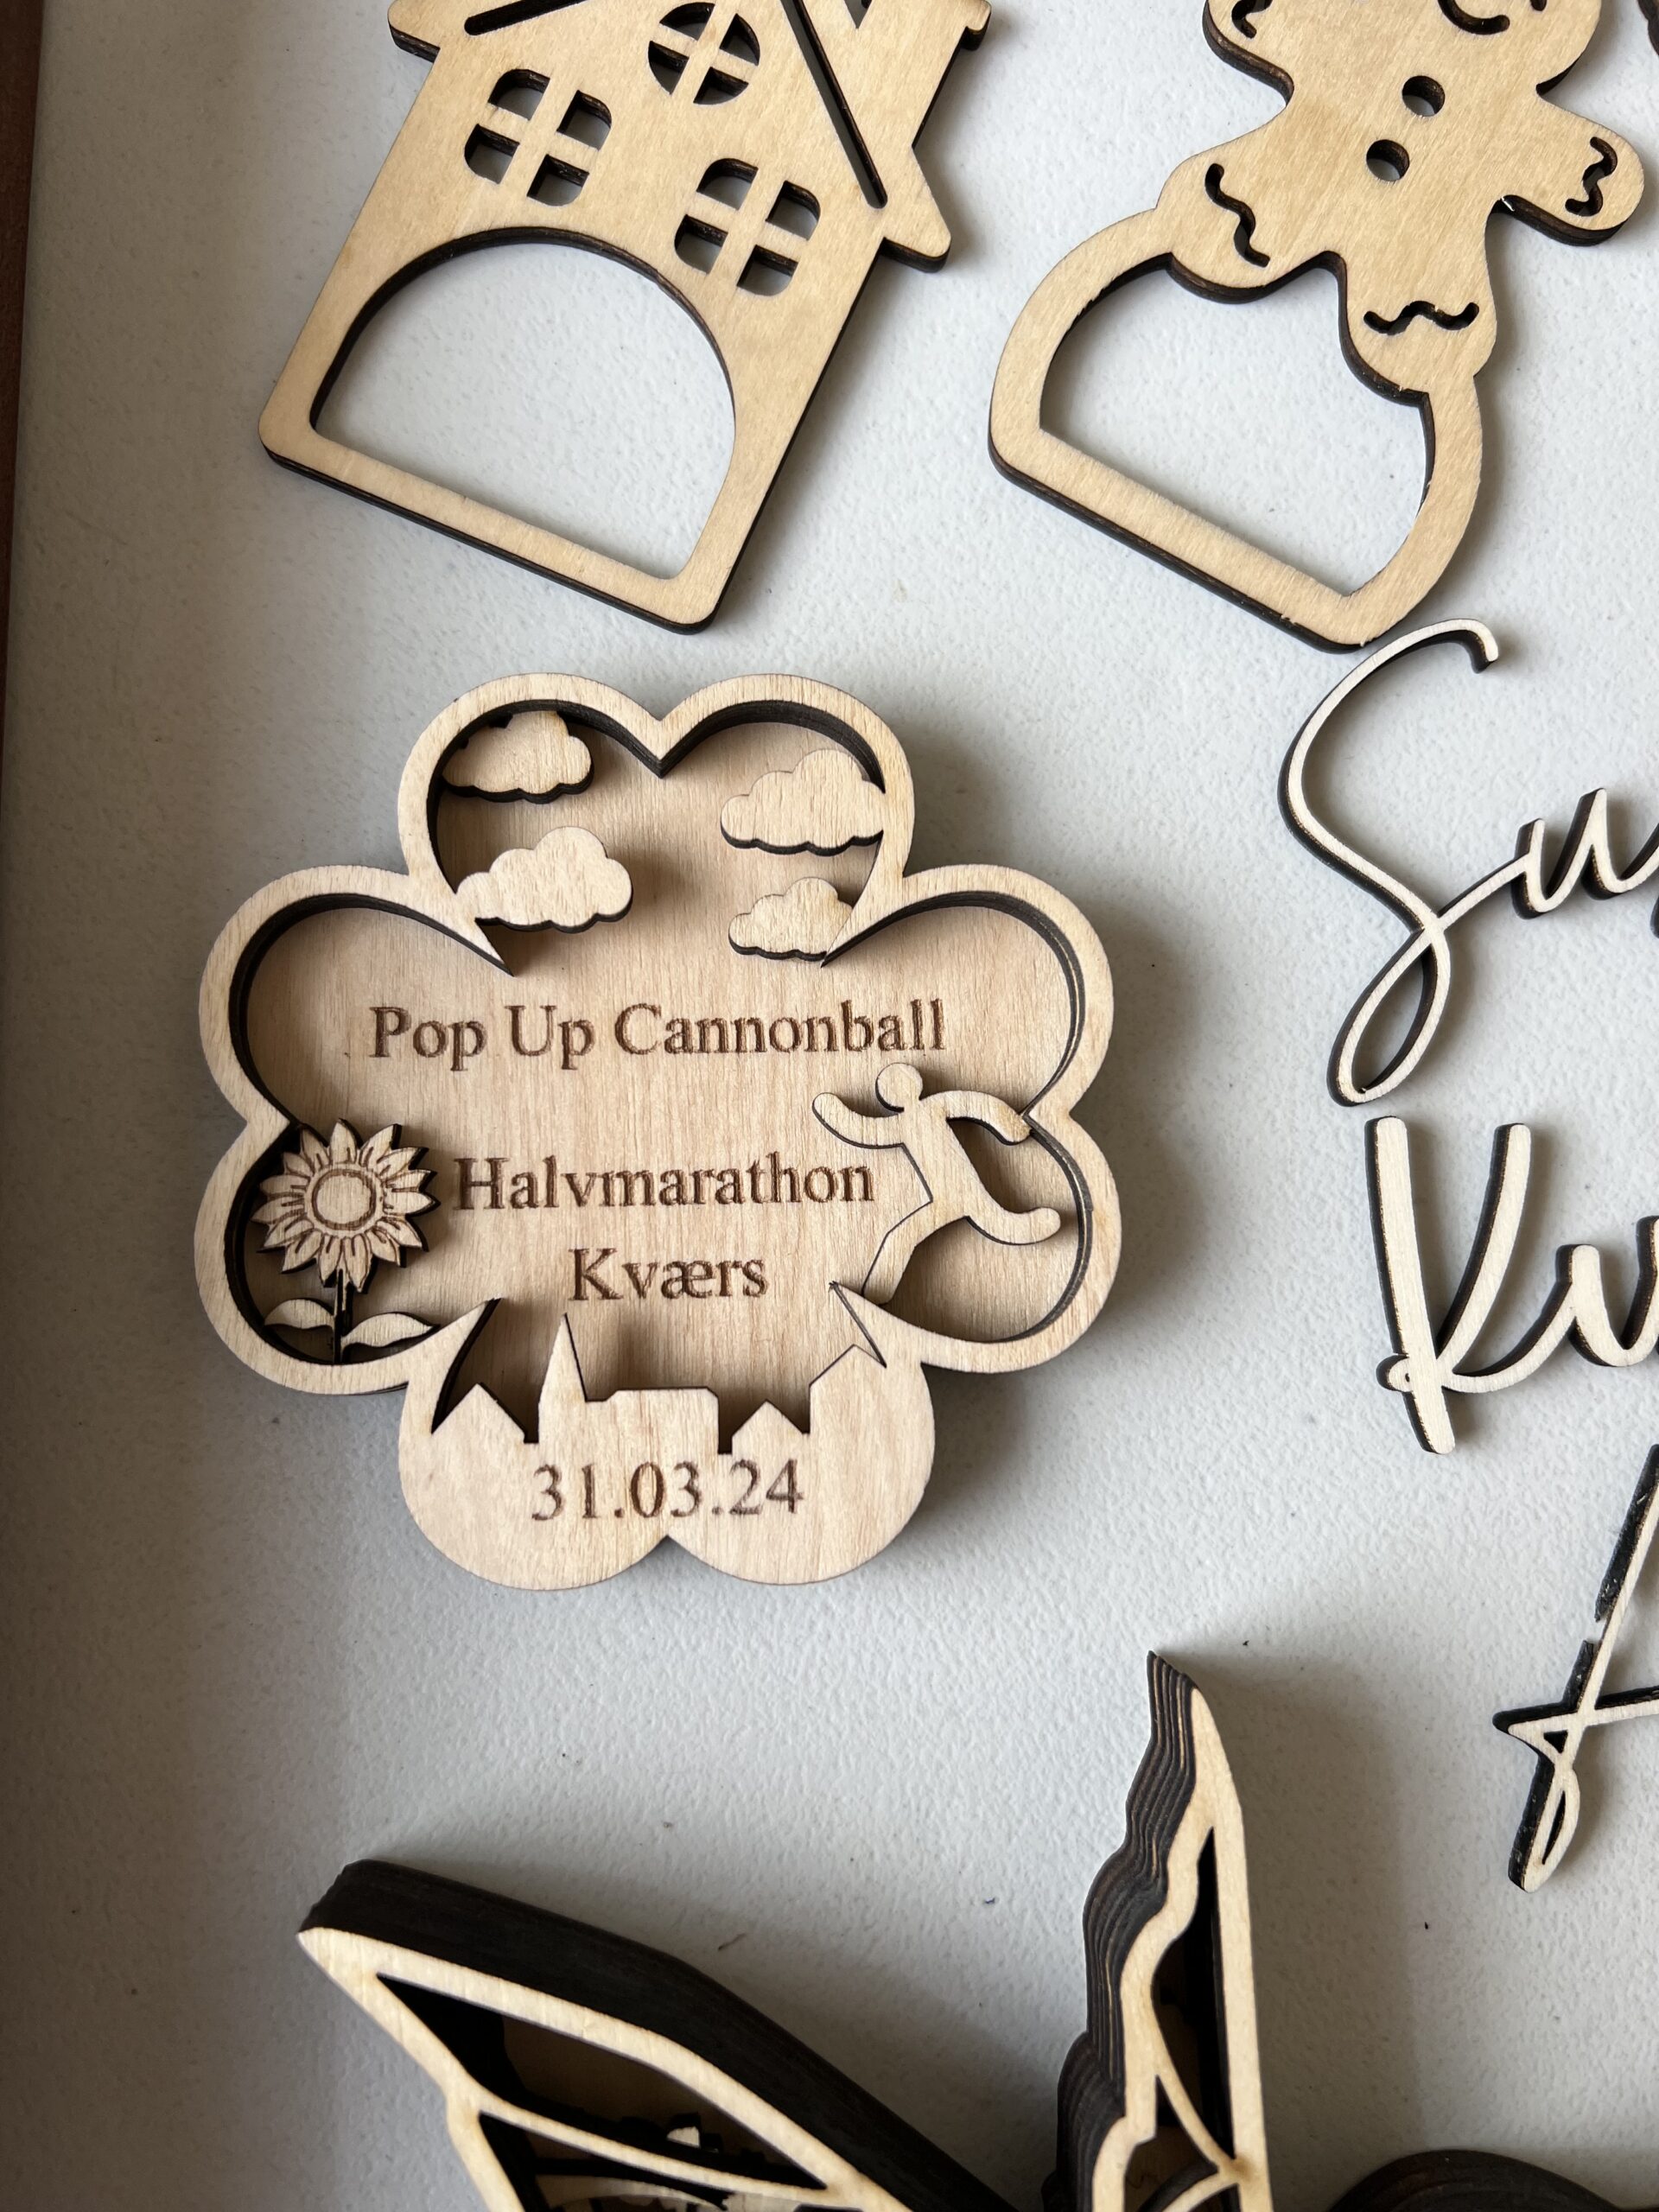 Pop Up Cannonball
Halvmarathon
Kværs
31.03.24